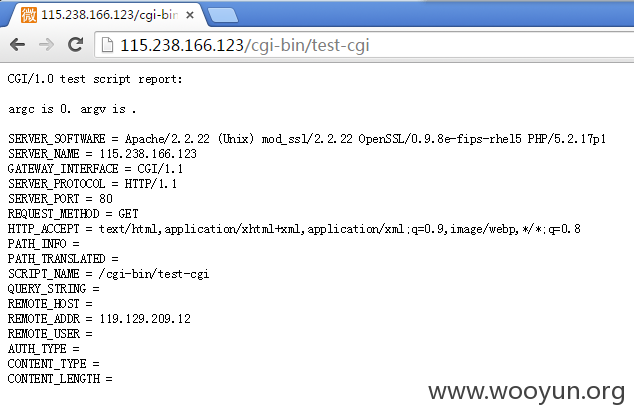 微 115.238.166.123/cgi-bin ×
115.238.166.123/cgi-bin/test-cgi
CGI/1.0 test script report:
argc is 0. argv is .
SERVER_SOFTWARE = Apache/2.2.22 (Unix) mod_ssl/2.2.22 OpenSSL/0.9.8e-fips-rhel5 PHP/5.2.17p1
SERVER_NAME = 115.238.166.123
GATEWAY_INTERFACE = CGI/1.1
SERVER_PROTOCOL = HTTP/1.1
SERVER_PORT = 80
REQUEST_METHOD = GET
HTTP_ACCEPT = text/html,application/xhtml+xml,application/xml;q=0.9,image/webp,*/*;q=0.8
PATH_INFO =
PATH_TRANSLATED =
SCRIPT_NAME = /cgi-bin/test-cgi
QUERY_STRING =
REMOTE_HOST =
REMOTE_ADDR = 119.129.209.12
REMOTE_USER =
AUTH_TYPE =
CONTENT_TYPE =
CONTENT_LENGTH =
www.wooyun.org